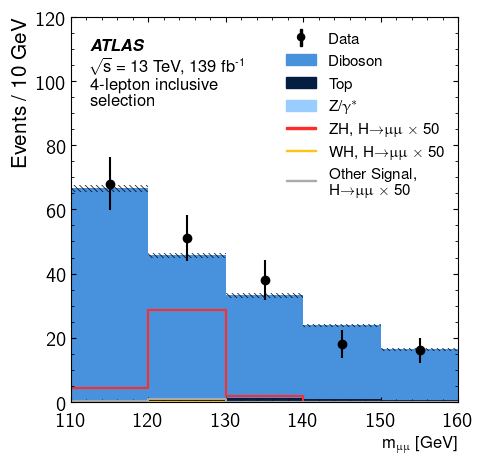 Events / 10 GeV
120
100
80
60
40
20
0
ATLAS
√s = 13 TeV, 139 fb⁻¹
4-lepton inclusive
selection
Data
Diboson
Top
Z/γ*
ZH, H→μμ × 50
WH, H→μμ × 50
Other Signal,
H→μμ × 50
110 120 130 140 150 160
m_μμ [GeV]